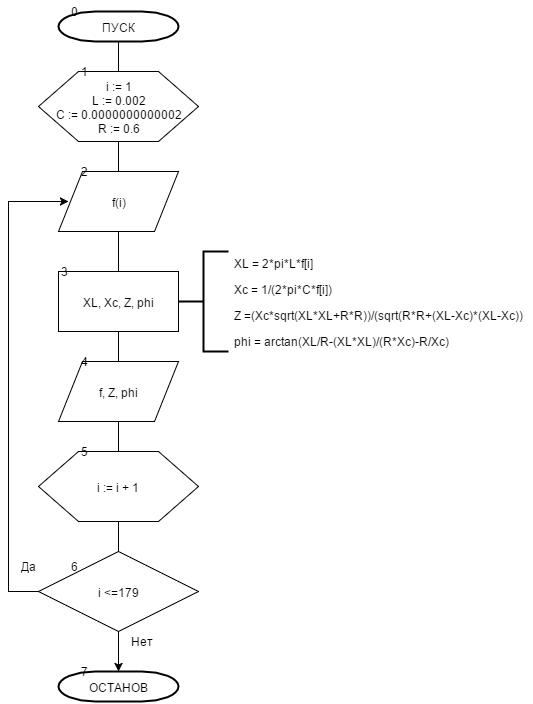 0
ПУСК
1
i := 1
L := 0.002
C := 0.0000000000002
R := 0.6
2
f(i)
3
XL, Xc, Z, phi
XL = 2*pi*L*f[i]
Xc = 1/(2*pi*C*f[i])
Z =(Xc*sqrt(XL*XL+R*R))/(sqrt(R*R+(XL-Xc)*(XL-Xc))
phi = arctan(XL/R-(XL*XL)/(R*Xc)-R/Xc)
4
f, Z, phi
5
i := i + 1
Да
6
i <=179
Нет
7
ОСТАНОВ